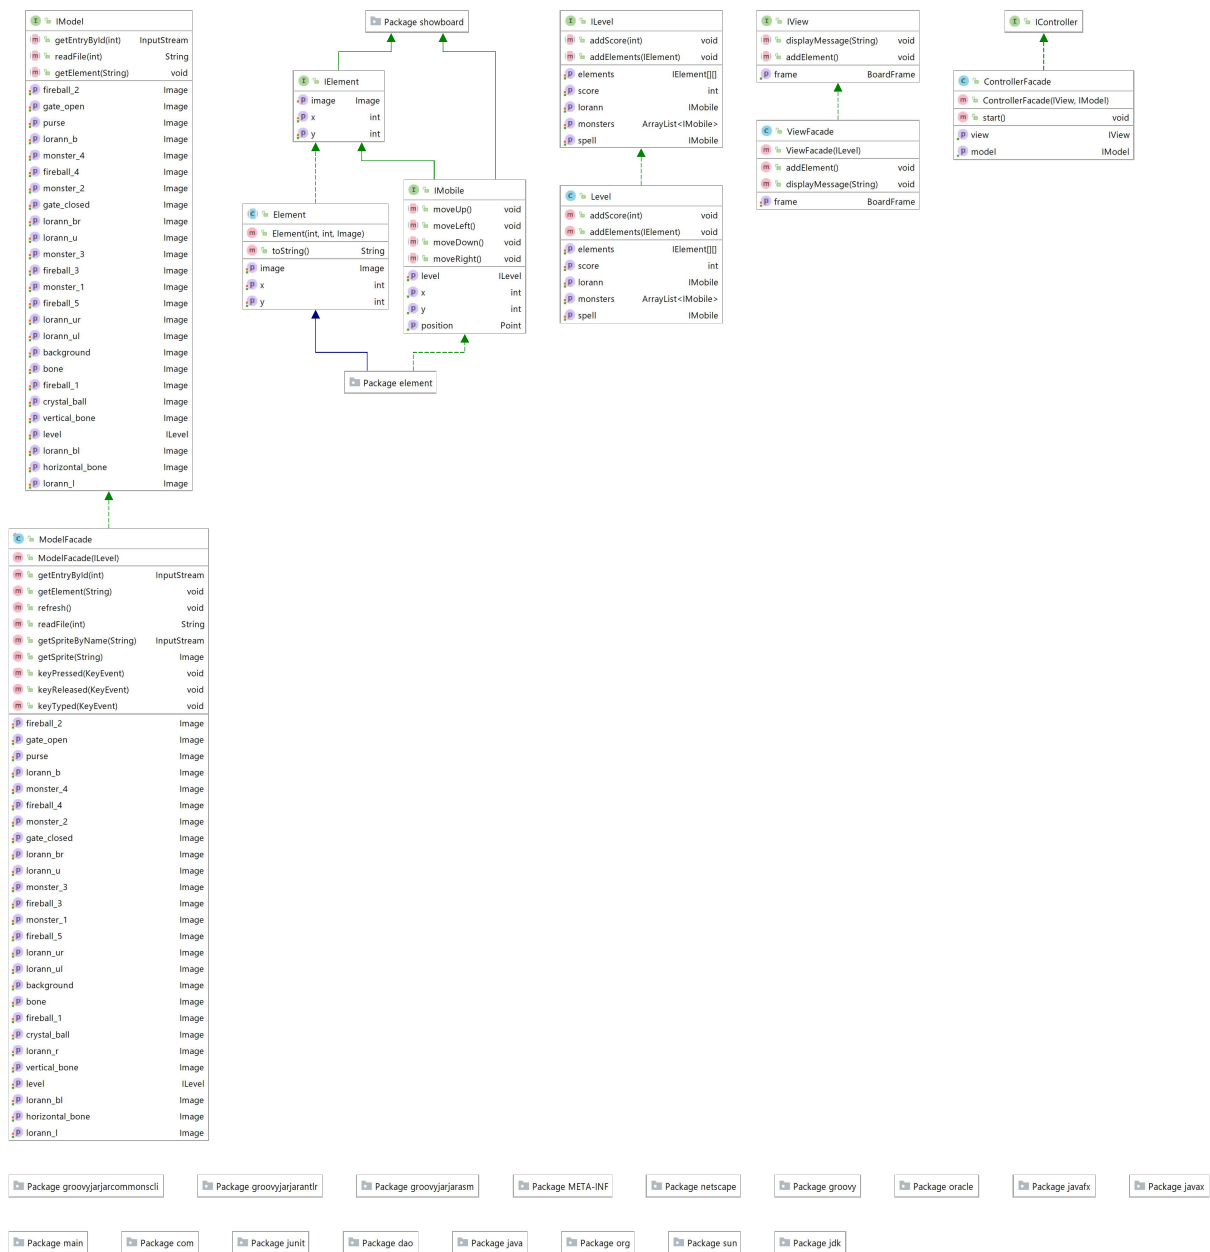 IModel
getEntryById(int) InputStream
readFile(int) String
getElement(String) void
fireball_2 Image
gate_open Image
purse Image
lorann_b Image
monster_4 Image
fireball_4 Image
monster_2 Image
gate_closed Image
lorann_br Image
lorann_u Image
monster_3 Image
fireball_3 Image
monster_1 Image
fireball_5 Image
lorann_ur Image
lorann_ul Image
background Image
bone Image
fireball_1 Image
crystal_ball Image
vertical_bone Image
level ILevel
lorann_bl Image
horizontal_bone Image
lorann_l Image
ModelFacade
ModelFacade(ILevel)
getEntryById(int) InputStream
getElement(String) void
refresh() void
readFile(int) String
getSpriteByName(String) InputStream
getSprite(String) Image
keyPressed(KeyEvent) void
keyReleased(KeyEvent) void
keyTyped(KeyEvent) void
fireball_2 Image
gate_open Image
purse Image
lorann_b Image
monster_4 Image
fireball_4 Image
monster_2 Image
gate_closed Image
lorann_br Image
lorann_u Image
monster_3 Image
fireball_3 Image
monster_1 Image
fireball_5 Image
lorann_ur Image
lorann_ul Image
background Image
bone Image
fireball_1 Image
crystal_ball Image
lorann_r Image
vertical_bone Image
level ILevel
lorann_bl Image
horizontal_bone Image
lorann_l Image
Package showboard
IElement
image Image
x int
y int
Element
Element(int, int, Image)
toString() String
image Image
x int
y int
IMobile
moveUp() void
moveLeft() void
moveDown() void
moveRight() void
level ILevel
x int
y int
position Point
Package element
ILevel
addScore(int) void
addElements(IElement) void
elements IElement[][]
score int
lorann IMobile
monsters ArrayList<IMobile>
spell IMobile
Level
addScore(int) void
addElements(IElement) void
elements IElement[][]
score int
lorann IMobile
monsters ArrayList<IMobile>
spell IMobile
IView
displayMessage(String) void
addElement() void
frame BoardFrame
ViewFacade
ViewFacade(ILevel)
addElement() void
displayMessage(String) void
frame BoardFrame
IController
ControllerFacade
ControllerFacade(IView, IModel)
start() void
view IView
model IModel
Package groovyjarjarcommonscli
Package groovyjarjarantlr
Package groovyjarjarasm
Package META-INF
Package netscape
Package groovy
Package oracle
Package javafx
Package javax
Package main
Package com
Package junit
Package dao
Package java
Package org
Package sun
Package jdk